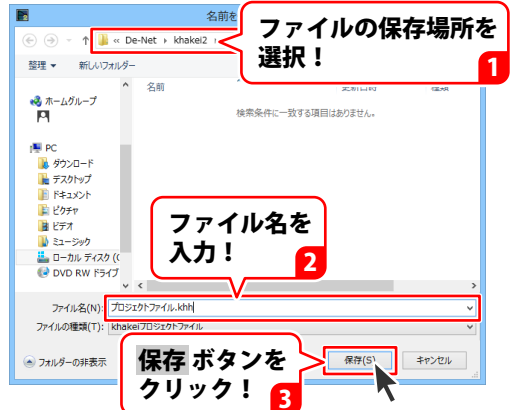 名前を
ファイルの保存場所を
選択！
1
« De-Net › khakei2 ›
整理 新しいフォルダー
名前
検索条件に一致する項目はありません。
ホームグループ
PC
ダウンロード
デスクトップ
ドキュメント
ピクチャ
ビデオ
ミュージック
ローカル ディスク (C
DVD RW ドライブ
ファイル名を
入力！
2
ファイル名(N): プロジェクトファイル.khh
ファイルの種類(T): khakeiプロジェクトファイル
フォルダーの非表示
保存(S)
キャンセル
保存 ボタンを
クリック！
3